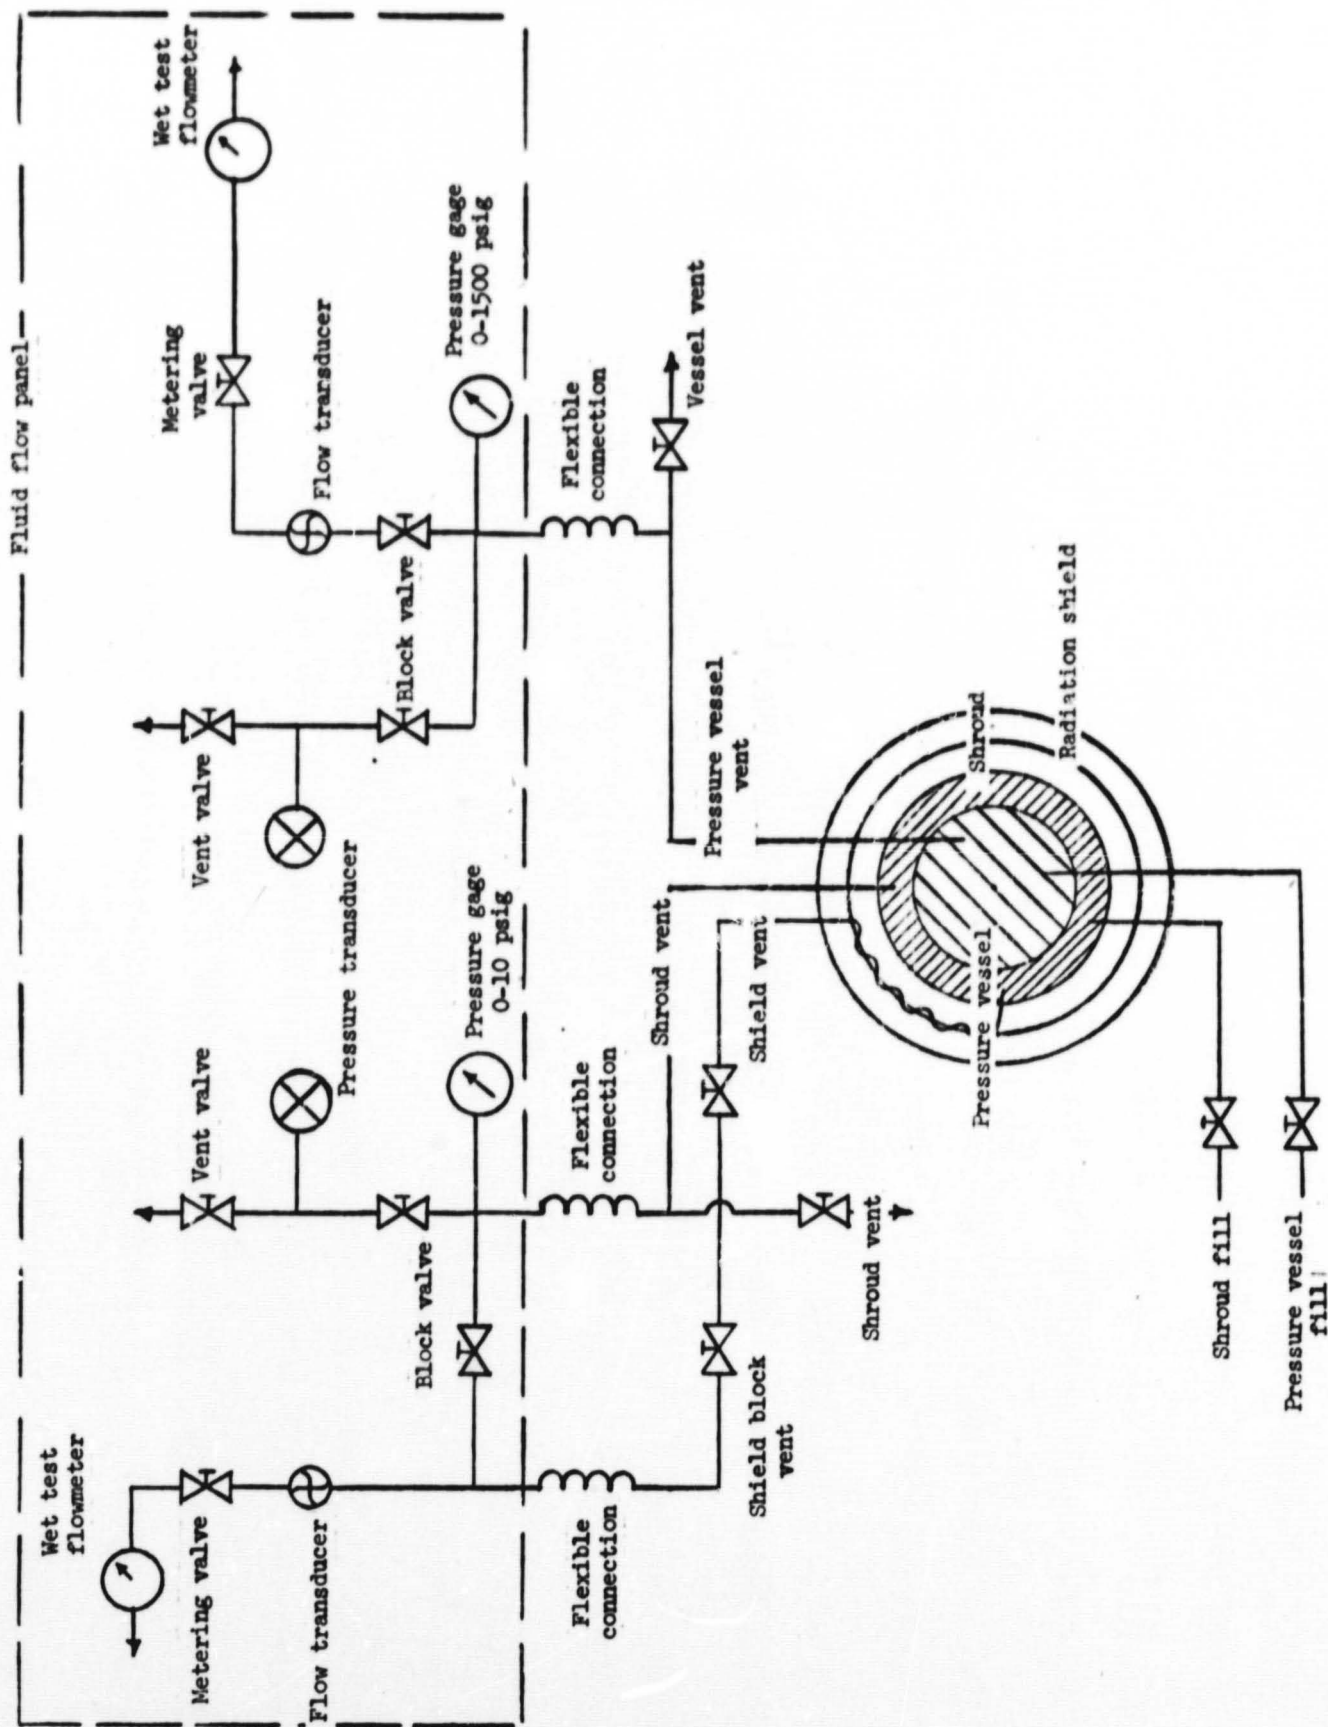 Fluid flow panel
Wet test
flowmeter
Metering
valve
Flow transducer
Pressure gage
0-1500 psig
Block valve
Vent valve
Pressure transducer
Flexible
connection
Vessel vent
Pressure vessel
vent
Vent valve
Pressure transducer
Pressure gage
0-10 psig
Block valve
Wet test
flowmeter
Metering valve
Flow transducer
Flexible
connection
Flexible
connection
Shroud vent
Shield vent
Shield block
vent
Shroud vent
Shroud
Radiation shield
Pressure vessel
Shroud fill
Pressure vessel
fill